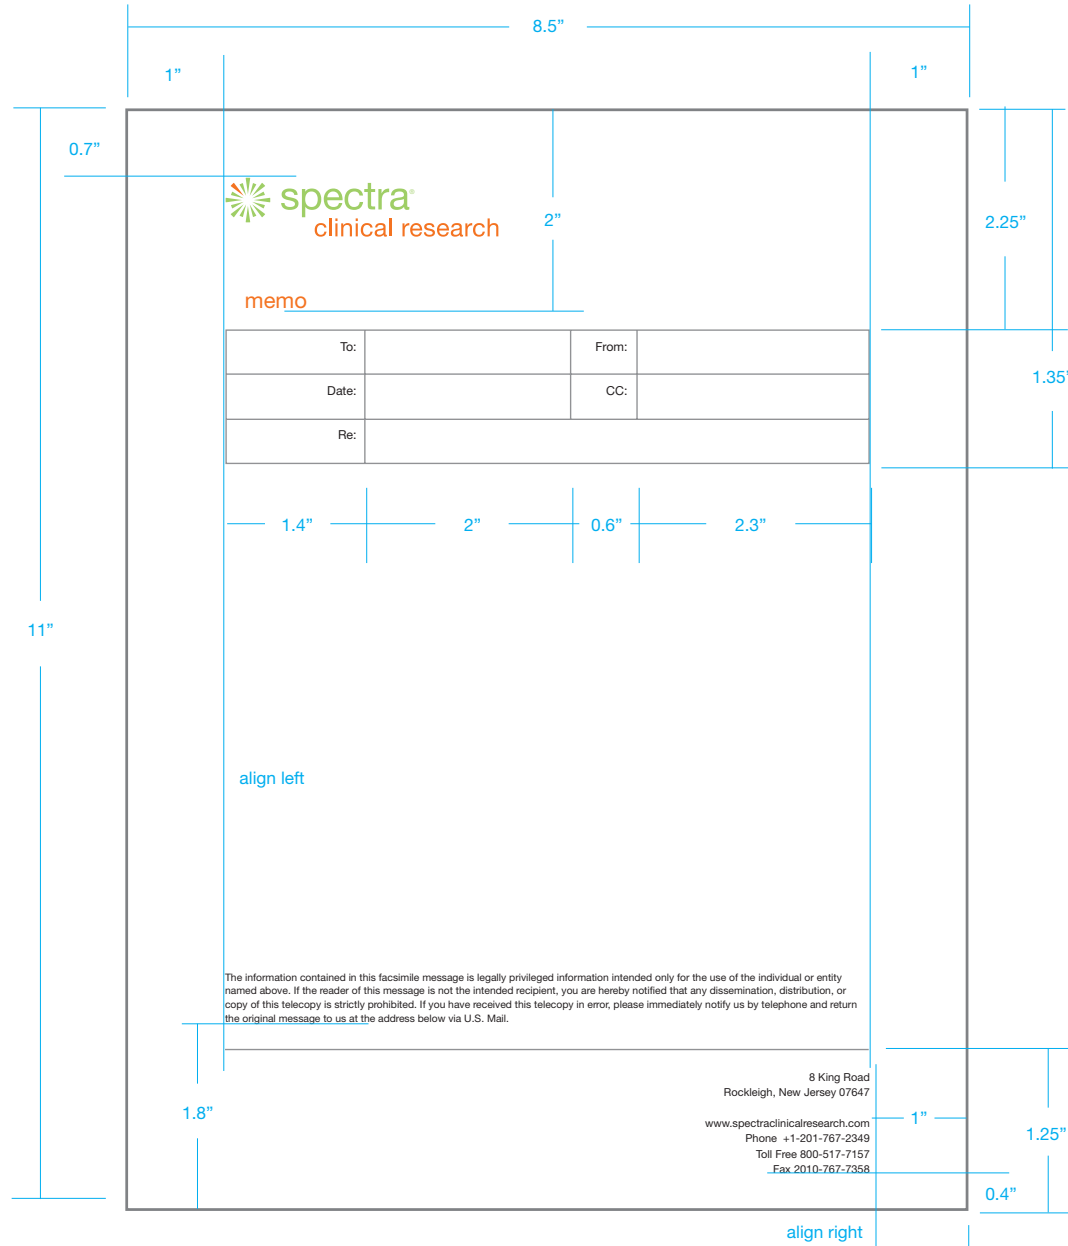 8.5”
1”
1”
0.7”
spectra®
clinical research
2”
2.25”
memo
To:
From:
1.35”
Date:
CC:
Re:
1.4”
2”
0.6”
2.3”
11”
align left
The information contained in this facsimile message is legally privileged information intended only for the use of the individual or entity
named above. If the reader of this message is not the intended recipient, you are hereby notified that any dissemination, distribution, or
copy of this telecopy is strictly prohibited. If you have received this telecopy in error, please immediately notify us by telephone and return
the original message to us at the address below via U.S. Mail.
8 King Road
Rockleigh, New Jersey 07647
1.8”
www.spectraclinicalresearch.com
1”
Phone +1-201-767-2349
1.25”
Toll Free 800-517-7157
Fax 2010-767-7358
0.4”
align right